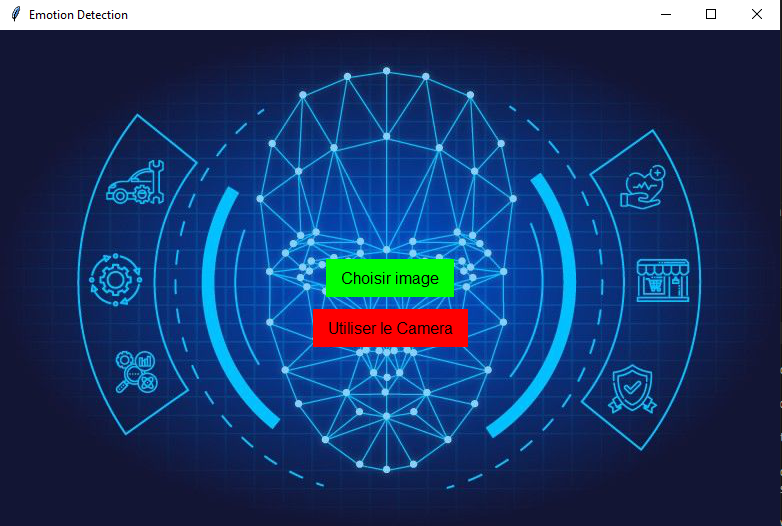 Emotion Detection
Choisir image
Utiliser le Camera